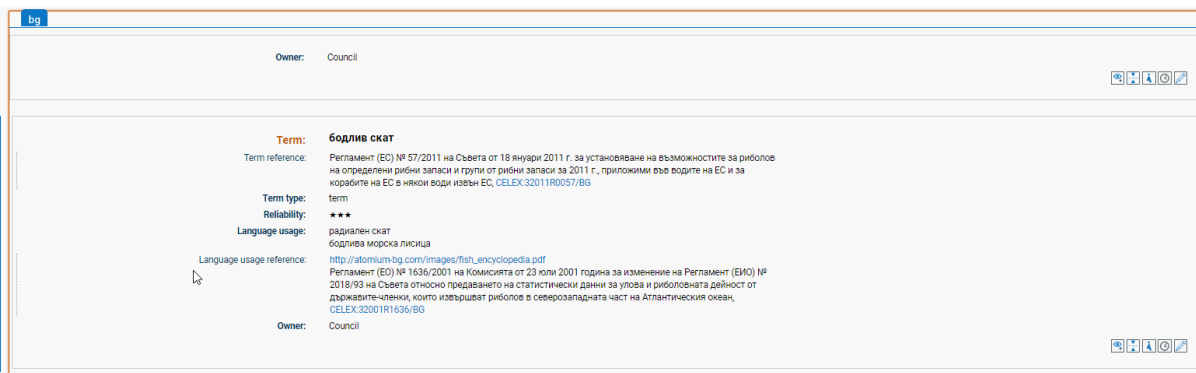 bg
Owner: Council
Term: бодлив скат
Term reference: Регламент (ЕС) № 57/2011 на Съвета от 18 януари 2011 г. за установяване на възможностите за риболов
на определени рибни запаси и групи от рибни запаси за 2011 г., приложими във водите на ЕС и за
корабите на ЕС в някои води извън ЕС, CELEX:32011R0057/BG
Term type: term
Reliability: ★★★
Language usage: радиален скат
бодлива морска лисица
Language usage reference: http://atomium-bg.com/images/fish_encyclopedia.pdf
Регламент (ЕО) № 1636/2001 на Комисията от 23 юли 2001 година за изменение на Регламент (ЕИО) №
2018/93 на Съвета относно предаването на статистически данни за улова и риболовната дейност от
държавите-членки, които извършват риболов в северозападната част на Атлантическия океан,
CELEX:32001R1636/BG
Owner: Council